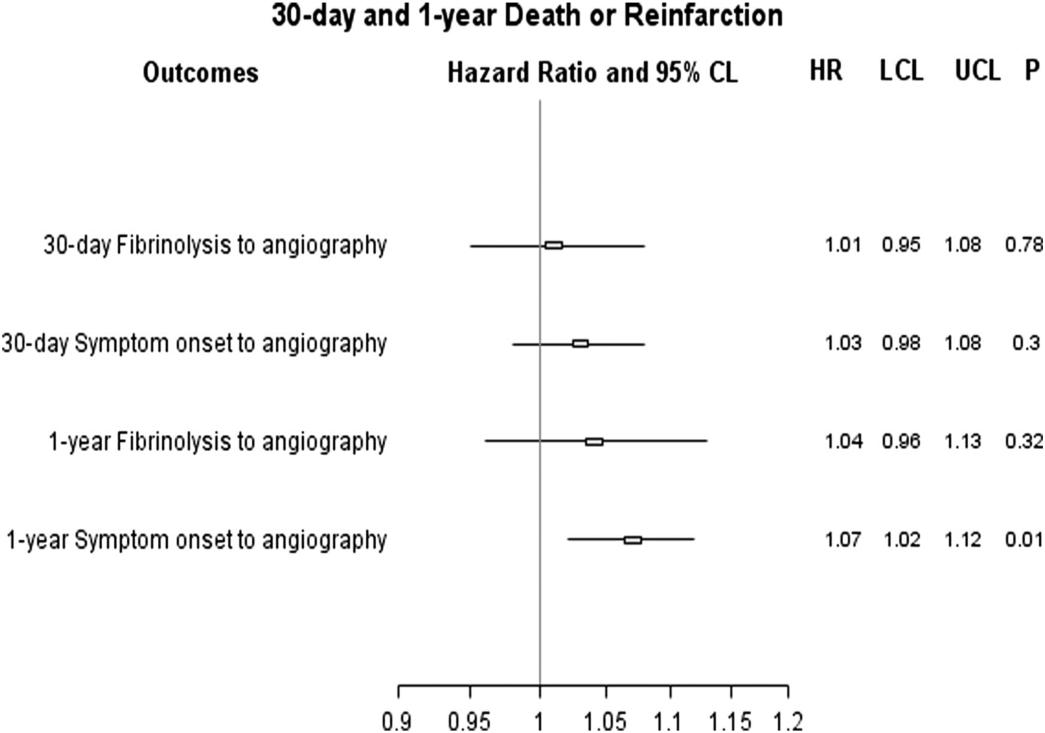 30-day and 1-year Death or Reinfarction
Outcomes Hazard Ratio and 95% CL HR LCL UCL P
30-day Fibrinolysis to angiography 1.01 0.95 1.08 0.78
30-day Symptom onset to angiography 1.03 0.98 1.08 0.3
1-year Fibrinolysis to angiography 1.04 0.96 1.13 0.32
1-year Symptom onset to angiography 1.07 1.02 1.12 0.01
0.9 0.95 1 1.05 1.1 1.15 1.2